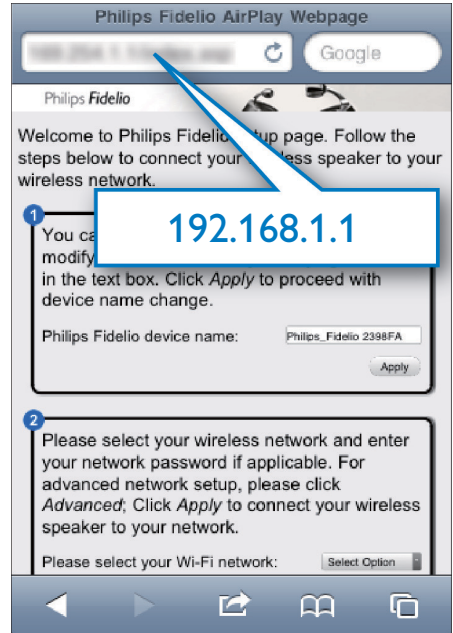 Philips Fidelio AirPlay Webpage
Google
Philips Fidelio
Welcome to Philips Fidelio up page. Follow the
steps below to connect your ess speaker to your
wireless network.
192.168.1.1
1
You ca
modify
in the text box. Click Apply to proceed with
device name change.
Philips Fidelio device name: Philips_Fidelio 2398FA
Apply
2
Please select your wireless network and enter
your network password if applicable. For
advanced network setup, please click
Advanced; Click Apply to connect your wireless
speaker to your network.
Please select your Wi-Fi network: Select Option